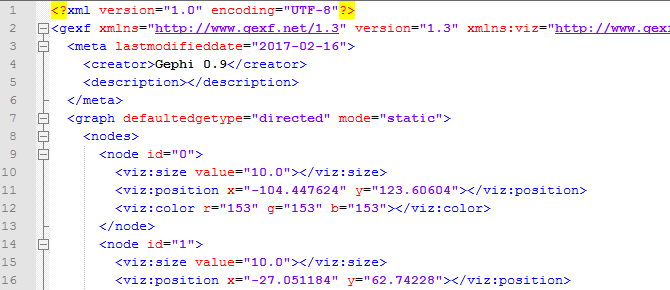 1 <?xml version="1.0" encoding="UTF-8"?>
2 <gexf xmlns="http://www.gexf.net/1.3" version="1.3" xmlns:viz="http://www.gexf
3 <meta lastmodifieddate="2017-02-16">
4 <creator>Gephi 0.9</creator>
5 <description></description>
6 </meta>
7 <graph defaultedgetype="directed" mode="static">
8 <nodes>
9 <node id="0">
10 <viz:size value="10.0"></viz:size>
11 <viz:position x="-104.447624" y="123.60604"></viz:position>
12 <viz:color r="153" g="153" b="153"></viz:color>
13 </node>
14 <node id="1">
15 <viz:size value="10.0"></viz:size>
16 <viz:position x="-27.051184" y="62.74228"></viz:position>